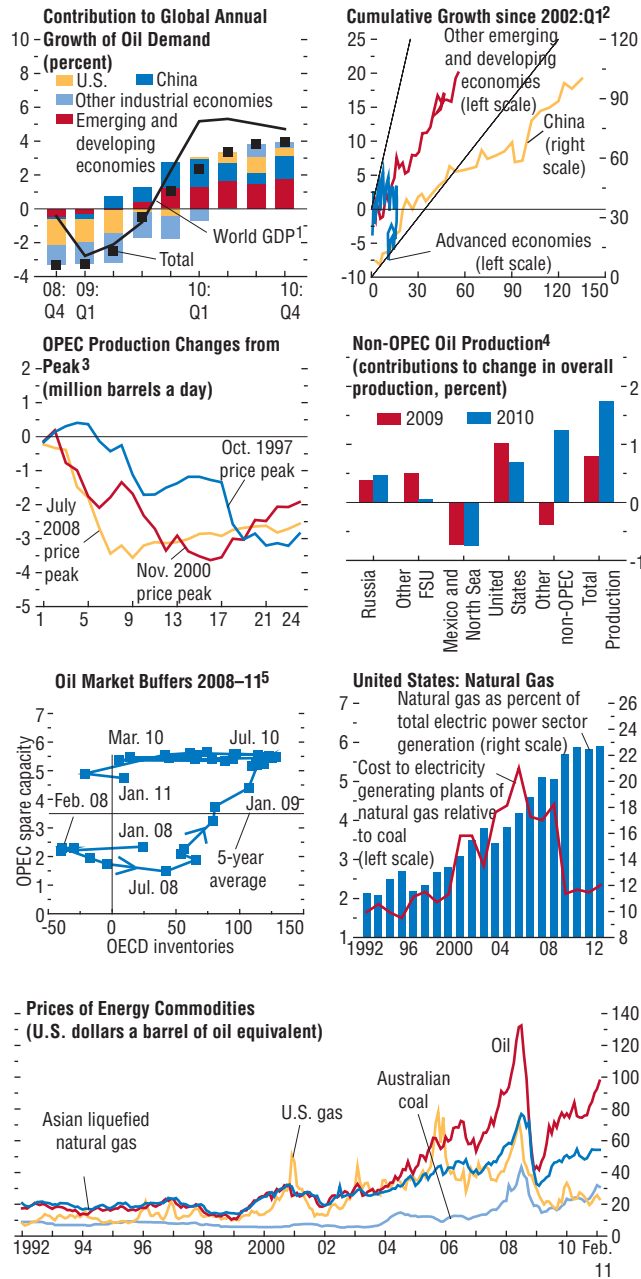 Contribution to Global Annual
Growth of Oil Demand
(percent)
U.S.
China
Other industrial economies
Emerging and
developing
economies
World GDP1
Total
10
8
6
4
2
0
-2
-4
08:
Q4
09:
Q1
10:
Q1
10:
Q4
Cumulative Growth since 2002:Q1²
Other emerging
and developing
economies
(left scale)
China
(right
scale)
Advanced economies
(left scale)
25
20
15
10
5
0
-5
-10
120
90
60
30
0
0
30
60
90
120
150
OPEC Production Changes from
Peak³
(million barrels a day)
Oct. 1997
price peak
July
2008
price
peak
Nov. 2000
price peak
1
0
-1
-2
-3
-4
-5
1
5
9
13
17
21
24
Non-OPEC Oil Production⁴
(contributions to change in overall
production, percent)
2009
2010
2
1
0
-1
Russia
Other
FSU
Mexico and
North Sea
United
States
Other
non-OPEC
Total
Production
Oil Market Buffers 2008–11⁵
OPEC spare capacity
7
6
5
4
3
2
1
0
Mar. 10
Jul. 10
Feb. 08
Jan. 11
Jan. 08
Jan. 09
Jul. 08
5-year
average
-50
0
50
100
150
OECD inventories
United States: Natural Gas
Natural gas as percent of
total electric power sector
generation (right scale)
Cost to electricity
generating plants of
natural gas relative
to coal
(left scale)
7
6
5
4
3
2
1
26
24
22
20
18
16
14
12
10
8
1992
96
2000
04
08
12
Prices of Energy Commodities
(U.S. dollars a barrel of oil equivalent)
Asian liquefied
natural gas
U.S. gas
Australian
coal
Oil
140
120
100
80
60
40
20
0
1992
94
96
98
2000
02
04
06
08
10
Feb.
11